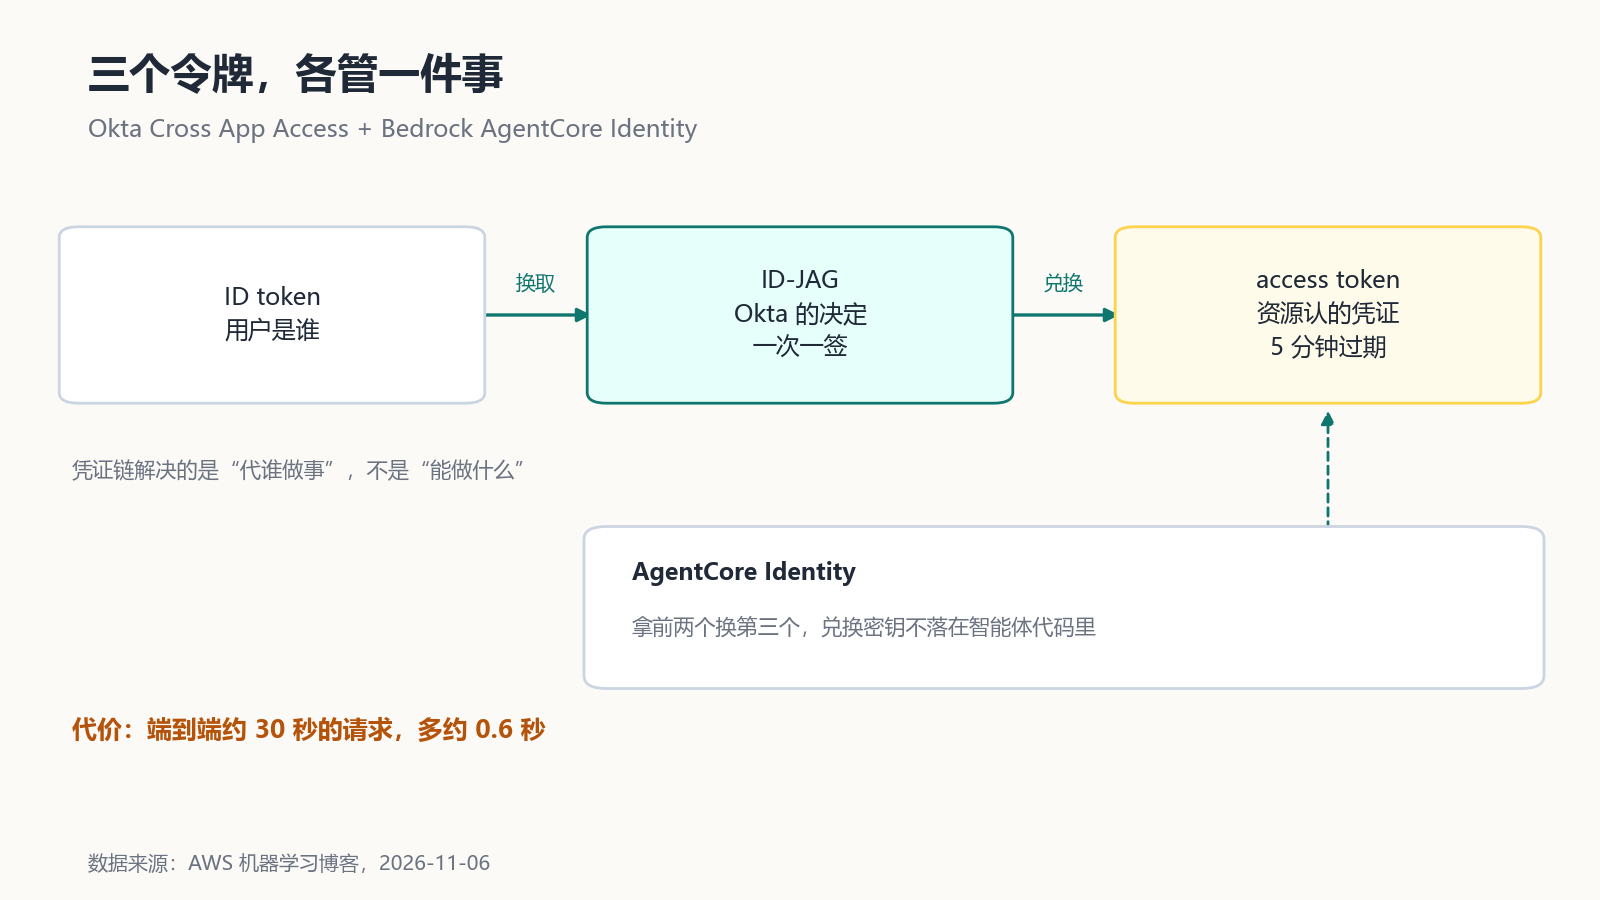 三个令牌，各管一件事
Okta Cross App Access + Bedrock AgentCore Identity
ID token
用户是谁
换取
ID-JAG
Okta 的决定
一次一签
兑换
access token
资源认的凭证
5 分钟过期
凭证链解决的是“代谁做事”，不是“能做什么”
AgentCore Identity
拿前两个换第三个，兑换密钥不落在智能体代码里
代价：端到端约 30 秒的请求，多约 0.6 秒
数据来源：AWS 机器学习博客，2026-11-06